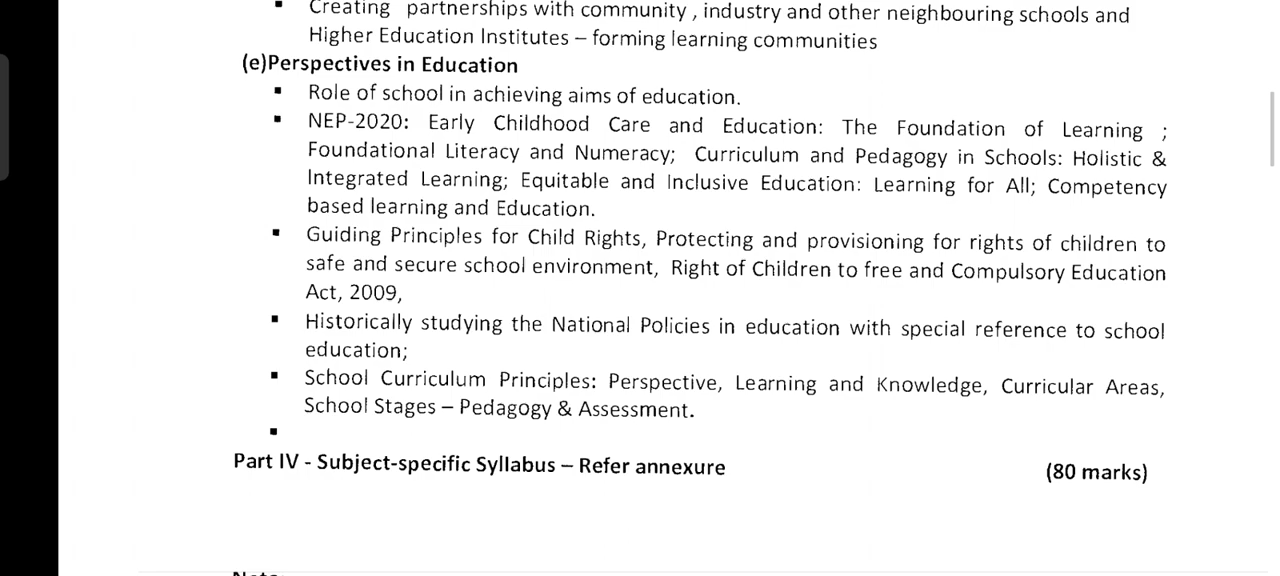 ▪ Creating partnerships with community , industry and other neighbouring schools and
Higher Education Institutes – forming learning communities
(e)Perspectives in Education
▪ Role of school in achieving aims of education.
▪ NEP-2020: Early Childhood Care and Education: The Foundation of Learning ;
Foundational Literacy and Numeracy; Curriculum and Pedagogy in Schools: Holistic &
Integrated Learning; Equitable and Inclusive Education: Learning for All; Competency
based learning and Education.
▪ Guiding Principles for Child Rights, Protecting and provisioning for rights of children to
safe and secure school environment, Right of Children to free and Compulsory Education
Act, 2009,
▪ Historically studying the National Policies in education with special reference to school
education;
▪ School Curriculum Principles: Perspective, Learning and Knowledge, Curricular Areas,
School Stages – Pedagogy & Assessment.
▪
Part IV - Subject-specific Syllabus – Refer annexure (80 marks)